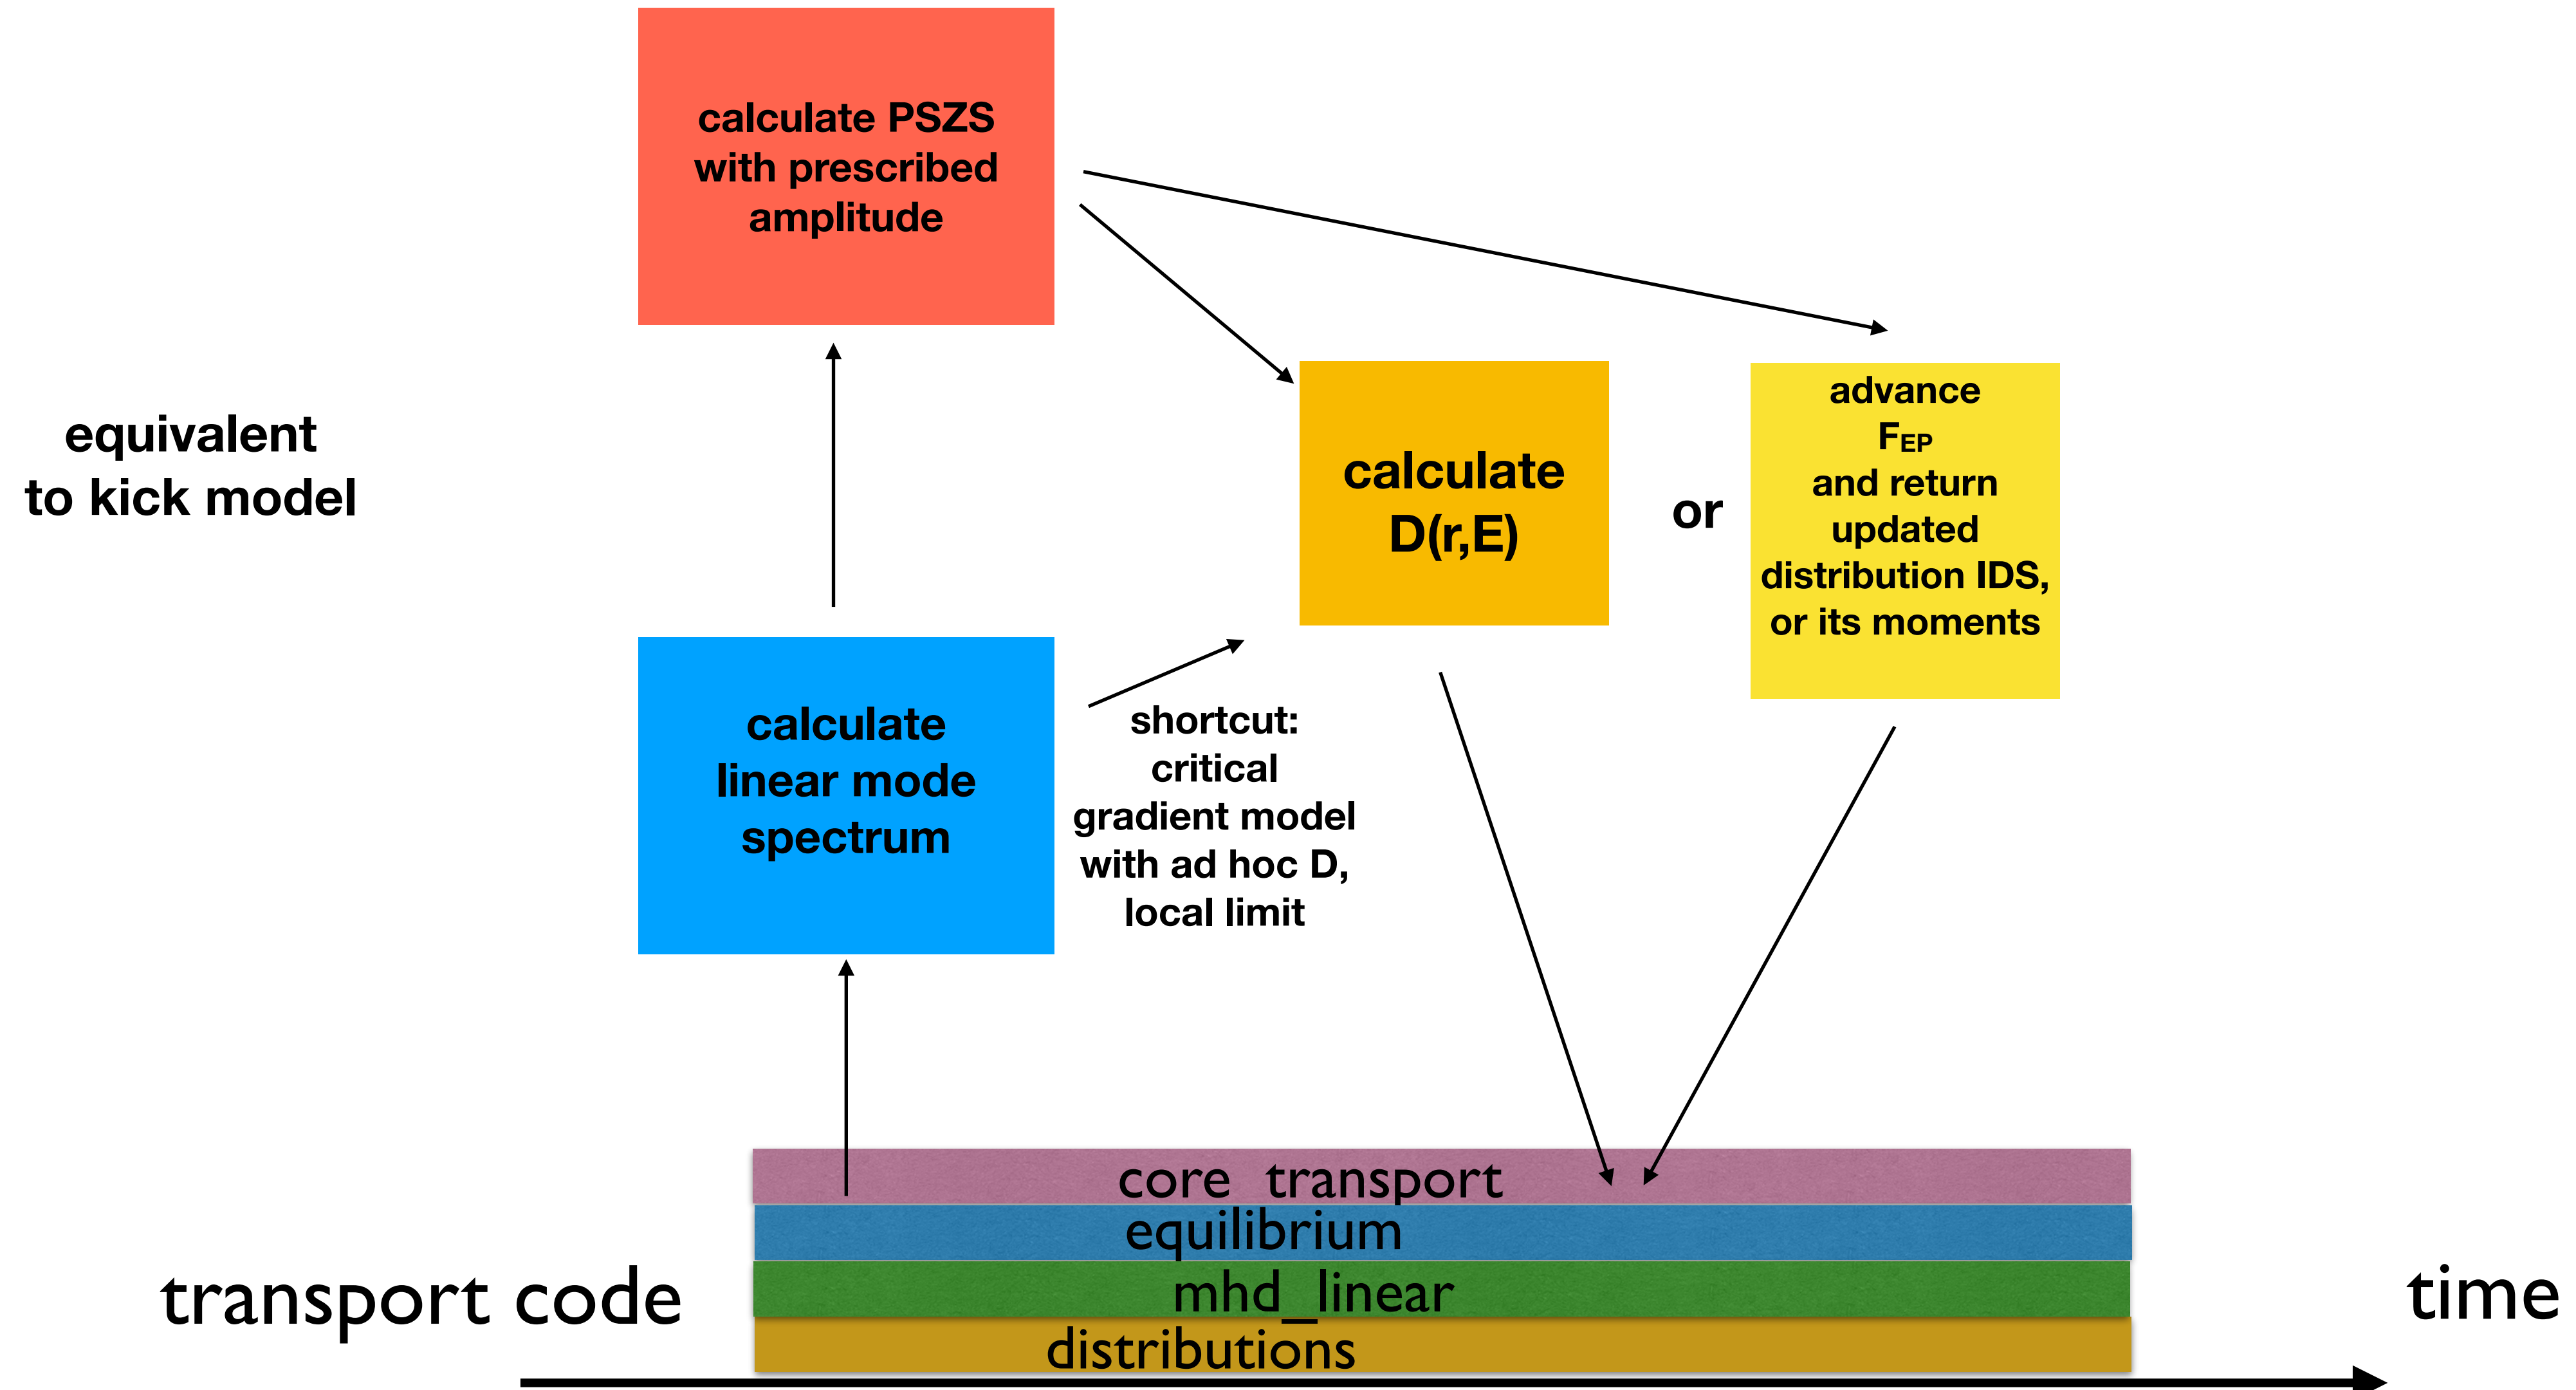 calculate PSZS
with prescribed
amplitude
equivalent
to kick model
calculate
D(r,E)
or
advance
FEP
and return
updated
distribution IDS,
or its moments
calculate
linear mode
spectrum
shortcut:
critical
gradient model
with ad hoc D,
local limit
core transport
equilibrium
mhd_linear
distributions
transport code
time